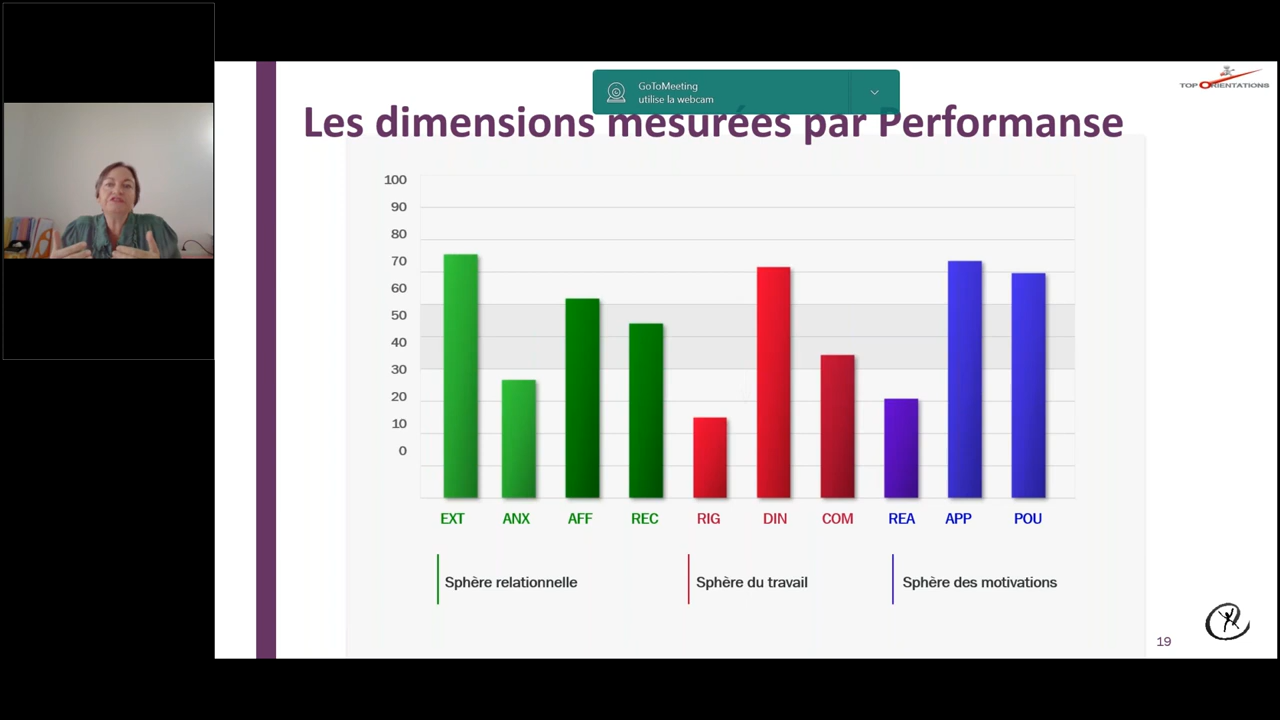 GoToMeeting
utilise la webcam
TOP ORIENTATIONS
Les dimensions mesurées par Performanse
100
90
80
70
60
50
40
30
20
10
0
EXT ANX AFF REC RIG DIN COM REA APP POU
Sphère relationnelle Sphère du travail Sphère des motivations
19